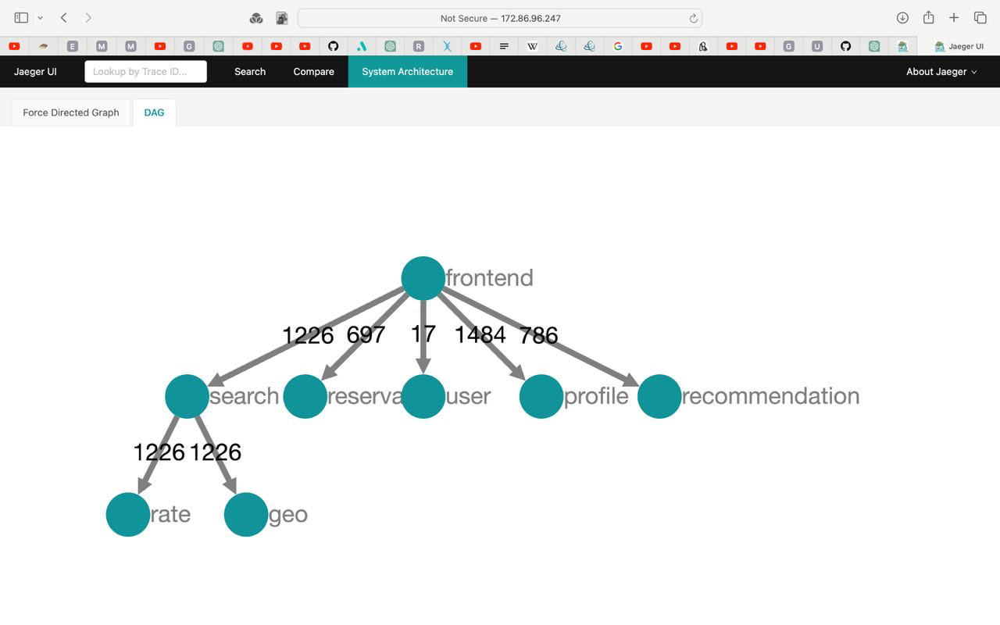 Not Secure — 172.86.96.247
E M M G R W G G U Jaeger UI
Jaeger UI Lookup by Trace ID... Search Compare System Architecture About Jaeger
Force Directed Graph DAG
frontend
1226 697 17 1484 786
search reserva user profile recommendation
1226 1226
rate geo